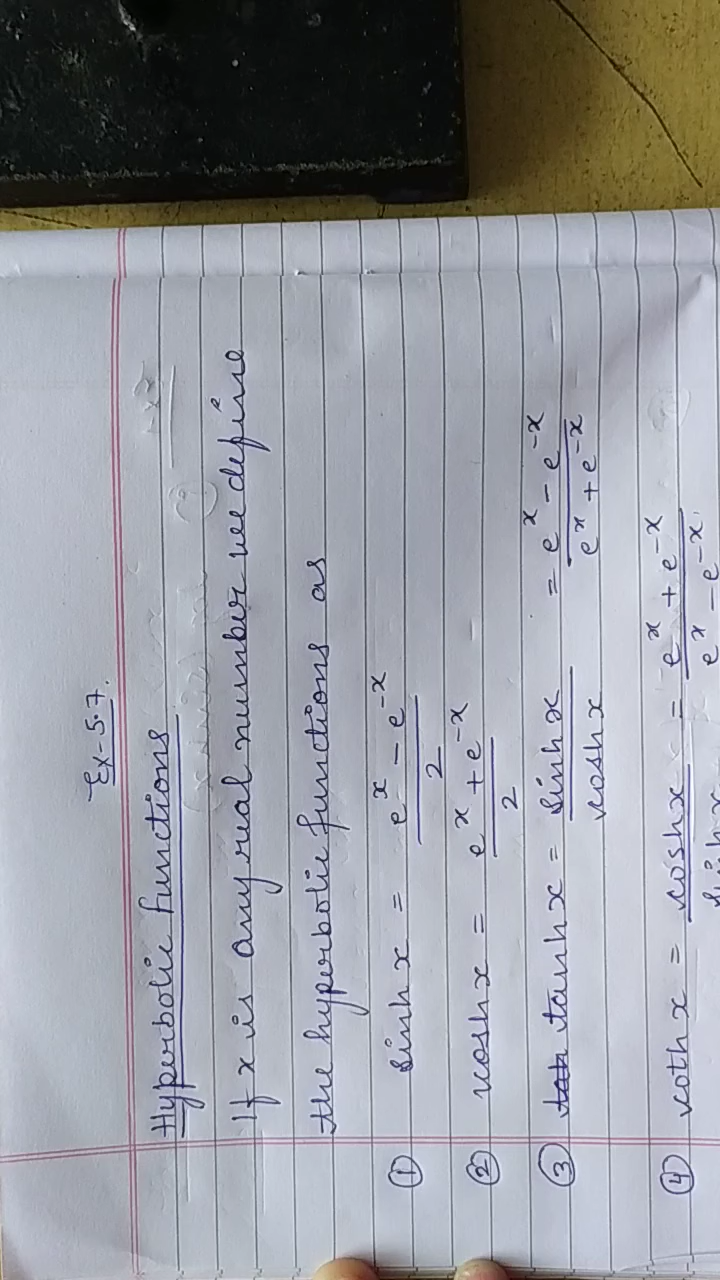 Ex-5.7.
Hyperbolic functions
If x is any real number we define
the hyperbolic functions as
① sinh x = (e^x - e^-x)/2
② cosh x = (e^x + e^-x)/2
③ tanh x = sinh x/cosh x = (e^x - e^-x)/(e^x + e^-x)
④ coth x = cosh x/sinh x = (e^x + e^-x)/(e^x - e^-x)